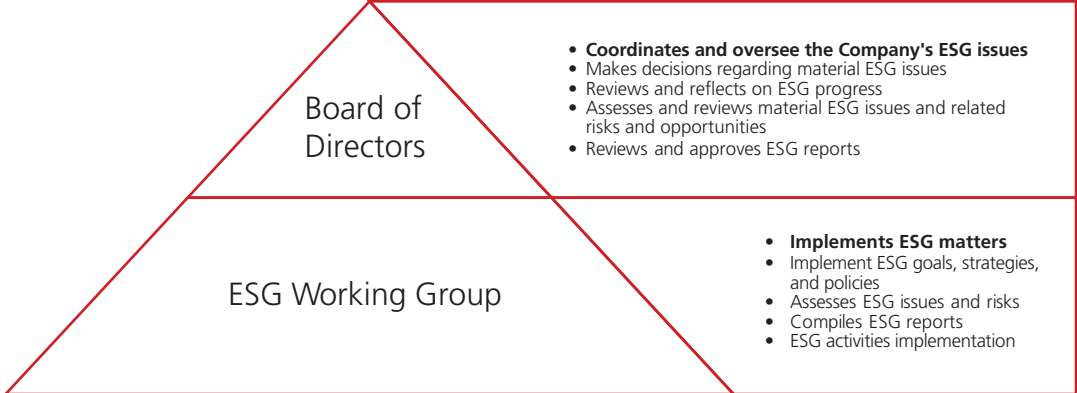 Board of
Directors
• Coordinates and oversee the Company's ESG issues
• Makes decisions regarding material ESG issues
• Reviews and reflects on ESG progress
• Assesses and reviews material ESG issues and related
risks and opportunities
• Reviews and approves ESG reports
ESG Working Group
• Implements ESG matters
• Implement ESG goals, strategies,
and policies
• Assesses ESG issues and risks
• Compiles ESG reports
• ESG activities implementation